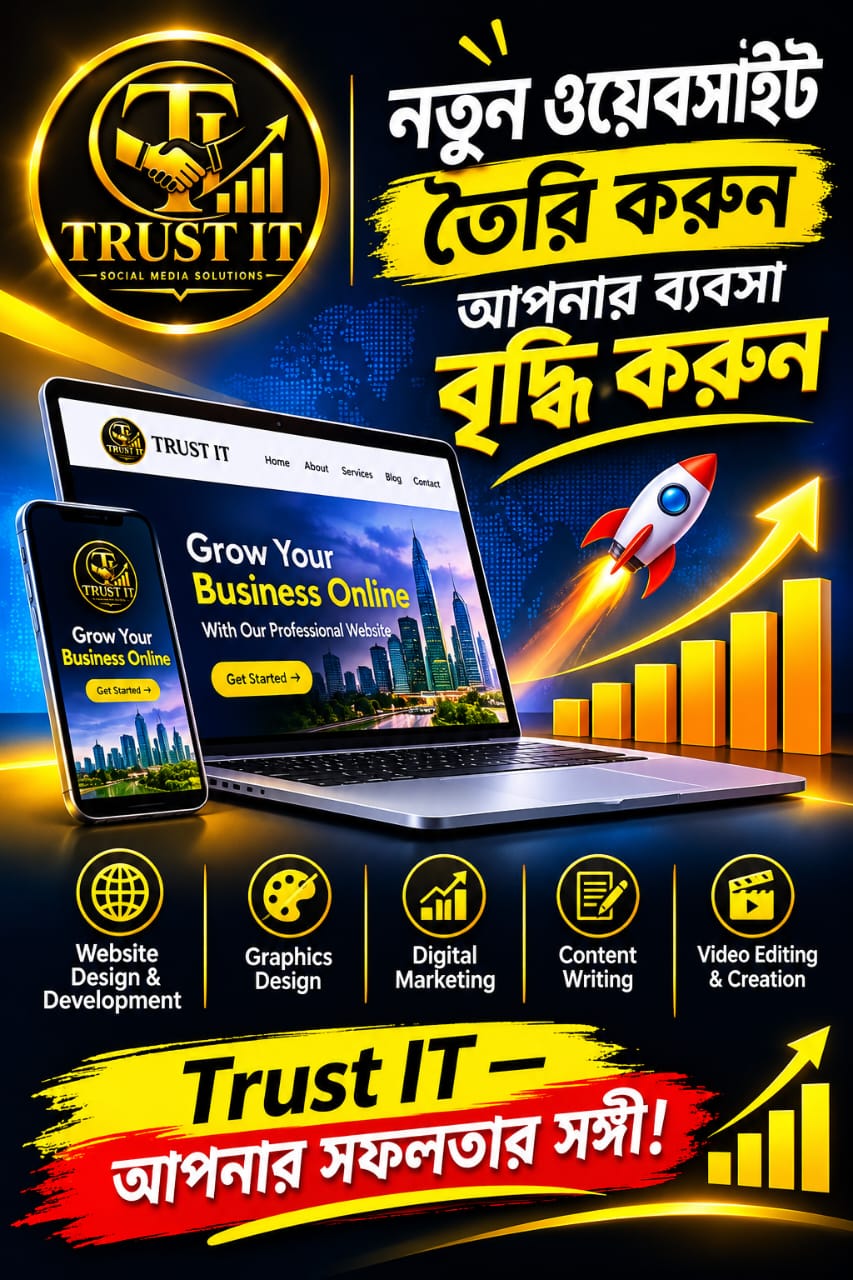 TRUST IT
SOCIAL MEDIA SOLUTIONS
নতুন ওয়েবসাইট
তৈরি করুন
আপনার ব্যবসা
বৃদ্ধি করুন
TRUST IT
TRUST IT
Home About Services Blog Contact
Grow Your
Business Online
With Our Professional Website
Get Started →
TRUST IT
Grow Your
Business Online
Get Started →
Website
Design &
Development
Graphics
Design
Digital
Marketing
Content
Writing
Video Editing
& Creation
Trust IT –
আপনার সফলতার সঙ্গী!